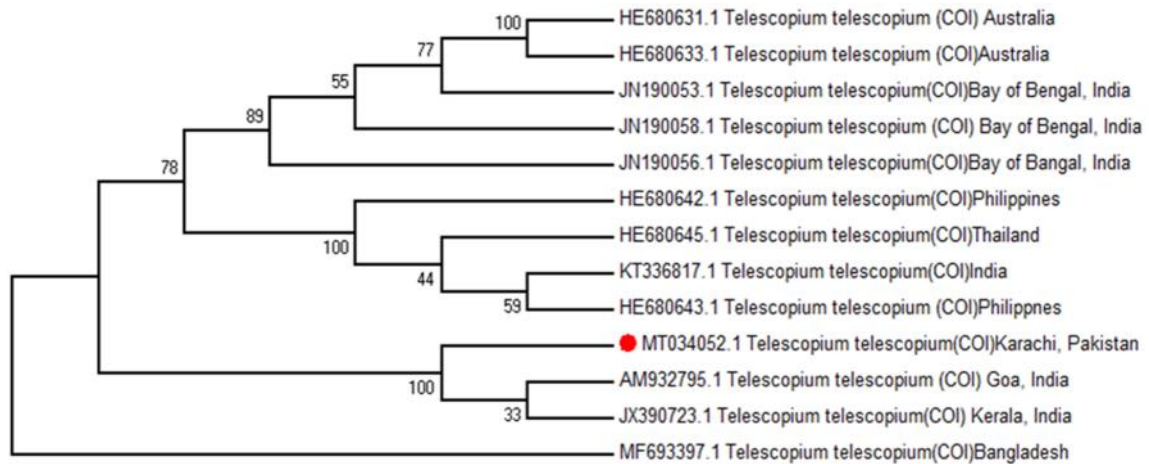 100
HE680631.1 Telescopium telescopium (COI) Australia
77
HE680633.1 Telescopium telescopium (COI)Australia
55
JN190053.1 Telescopium telescopium(COI)Bay of Bengal, India
89
JN190058.1 Telescopium telescopium (COI) Bay of Bengal, India
78
JN190056.1 Telescopium telescopium(COI)Bay of Bangal, India
HE680642.1 Telescopium telescopium(COI)Philippines
100
HE680645.1 Telescopium telescopium(COI)Thailand
44
KT336817.1 Telescopium telescopium(COI)India
59
HE680643.1 Telescopium telescopium (COI)Philippnes
MT034052.1 Telescopium telescopium(COI)Karachi, Pakistan
100
AM932795.1 Telescopium telescopium (COI) Goa, India
33
JX390723.1 Telescopium telescopium(COI) Kerala, India
MF693397.1 Telescopium telescopium(COI)Bangladesh